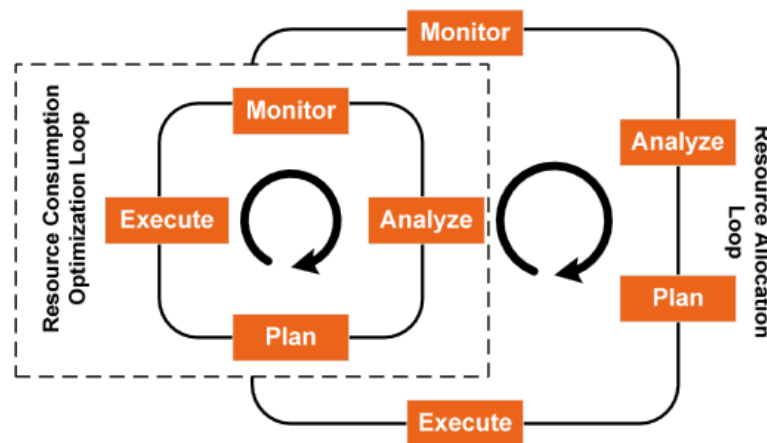 Monitor
Resource Consumption
Optimization Loop
Monitor
Execute
Analyze
Plan
Analyze
Plan
Execute
Resource Allocation
Loop